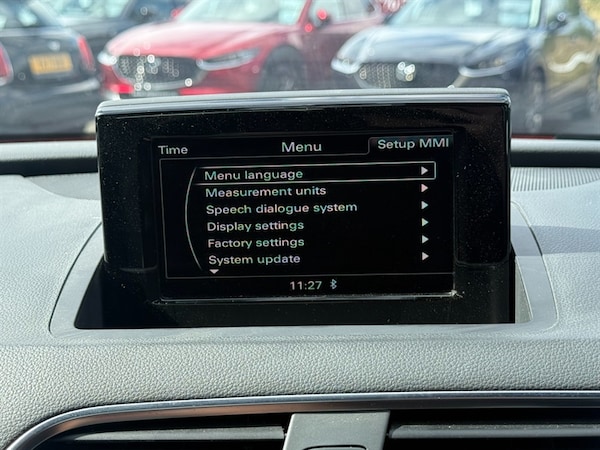 Time
Menu
Setup MMI
Menu language
Measurement units
Speech dialogue system
Display settings
Factory settings
System update
11:27